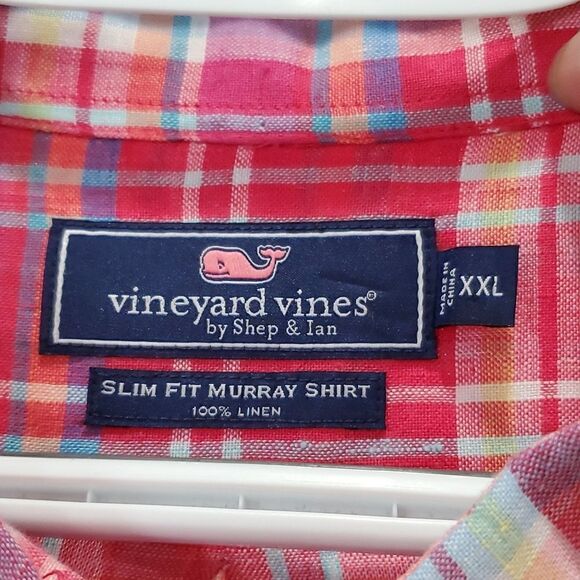 vineyard vines®
by Shep & Ian
MADE IN
CHINA
XXL
SLIM FIT MURRAY SHIRT
100% LINEN